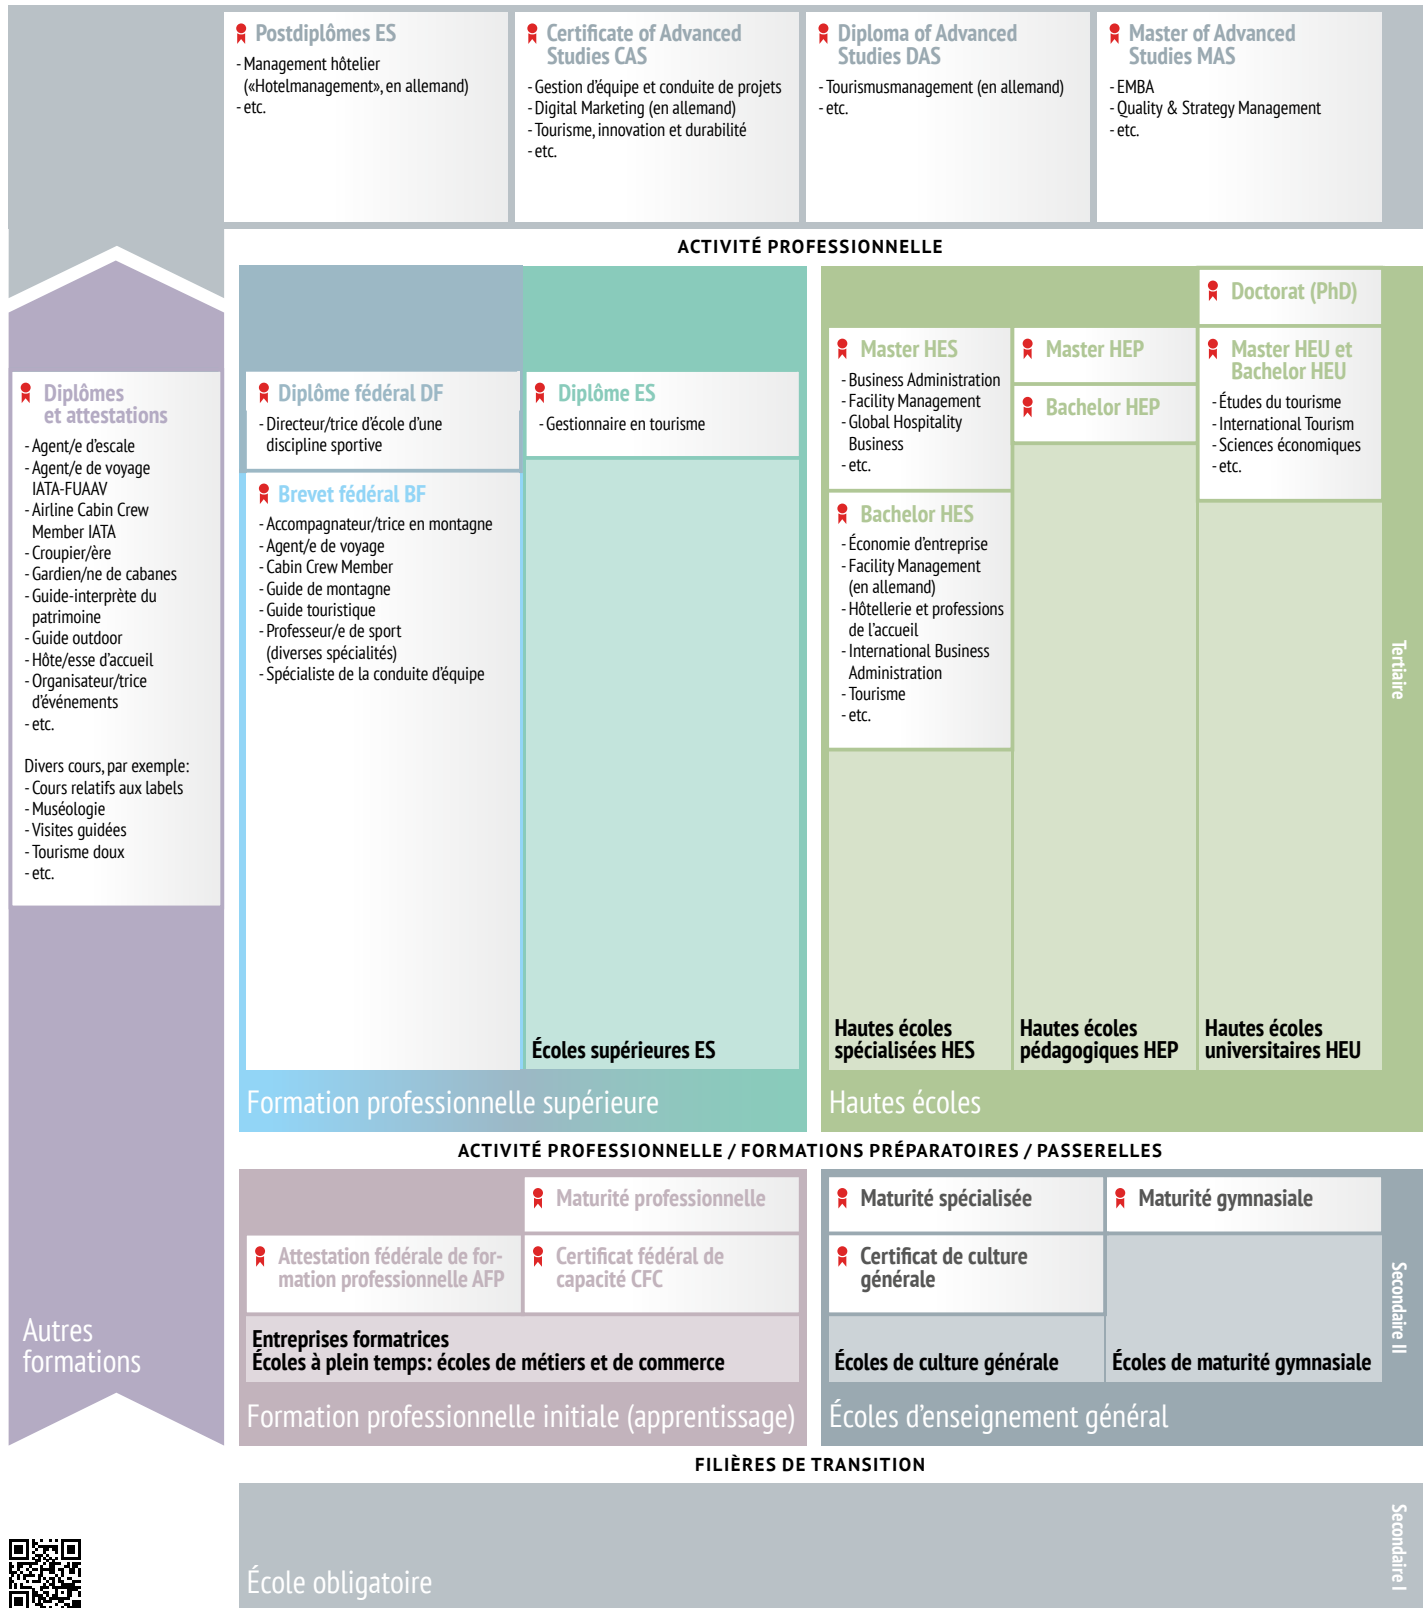 Postdiplômes ES
- Management hôtelier
(«Hotelmanagement», en allemand)
- etc.
Certificate of Advanced
Studies CAS
- Gestion d'équipe et conduite de projets
- Digital Marketing (en allemand)
- Tourisme, innovation et durabilité
- etc.
Diploma of Advanced
Studies DAS
- Tourismusmanagement (en allemand)
- etc.
Master of Advanced
Studies MAS
- EMBA
- Quality & Strategy Management
- etc.
ACTIVITÉ PROFESSIONNELLE
Diplômes
et attestations
- Agent/e d'escale
- Agent/e de voyage
IATA-FUAAV
- Airline Cabin Crew
Member IATA
- Croupier/ère
- Gardien/ne de cabanes
- Guide-interprète du
patrimoine
- Guide outdoor
- Hôte/esse d'accueil
- Organisateur/trice
d'événements
- etc.
Divers cours, par exemple:
- Cours relatifs aux labels
- Muséologie
- Visites guidées
- Tourisme doux
- etc.
Autres
formations
Diplôme fédéral DF
- Directeur/trice d'école d'une
discipline sportive
Brevet fédéral BF
- Accompagnateur/trice en montagne
- Agent/e de voyage
- Cabin Crew Member
- Guide de montagne
- Guide touristique
- Professeur/e de sport
(diverses spécialités)
- Spécialiste de la conduite d'équipe
Diplôme ES
- Gestionnaire en tourisme
Écoles supérieures ES
Formation professionnelle supérieure
Master HES
- Business Administration
- Facility Management
- Global Hospitality
Business
- etc.
Bachelor HES
- Économie d'entreprise
- Facility Management
(en allemand)
- Hôtellerie et professions
de l'accueil
- International Business
Administration
- Tourisme
- etc.
Hautes écoles
spécialisées HES
Master HEP
Bachelor HEP
Hautes écoles
pédagogiques HEP
Doctorat (PhD)
Master HEU et
Bachelor HEU
- Études du tourisme
- International Tourism
- Sciences économiques
- etc.
Hautes écoles
universitaires HEU
Hautes écoles
Tertiaire
ACTIVITÉ PROFESSIONNELLE / FORMATIONS PRÉPARATOIRES / PASSERELLES
Maturité professionnelle
Attestation fédérale de for-
mation professionnelle AFP
Certificat fédéral de
capacité CFC
Entreprises formatrices
Écoles à plein temps: écoles de métiers et de commerce
Formation professionnelle initiale (apprentissage)
Maturité spécialisée
Certificat de culture
générale
Écoles de culture générale
Maturité gymnasiale
Écoles de maturité gymnasiale
Écoles d'enseignement général
Secondaire II
FILIÈRES DE TRANSITION
École obligatoire
Secondaire I